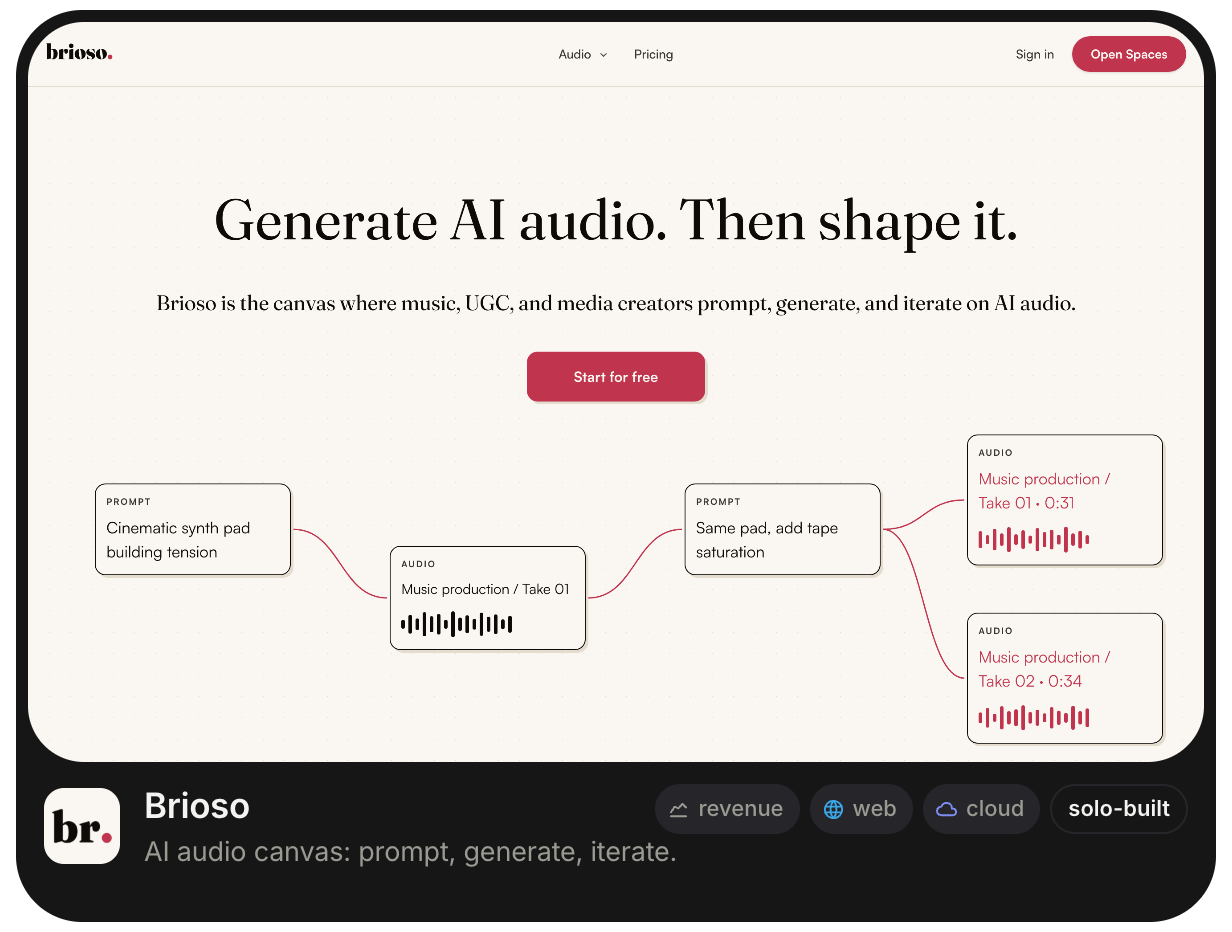 brioso.
Audio
Pricing
Sign in
Open Spaces
Generate AI audio. Then shape it.
Brioso is the canvas where music, UGC, and media creators prompt, generate, and iterate on AI audio.
Start for free
PROMPT
Cinematic synth pad
building tension
AUDIO
Music production / Take 01
PROMPT
Same pad, add tape
saturation
AUDIO
Music production /
Take 01 · 0:31
AUDIO
Music production /
Take 02 · 0:34
br.
Brioso
AI audio canvas: prompt, generate, iterate.
revenue
web
cloud
solo-built